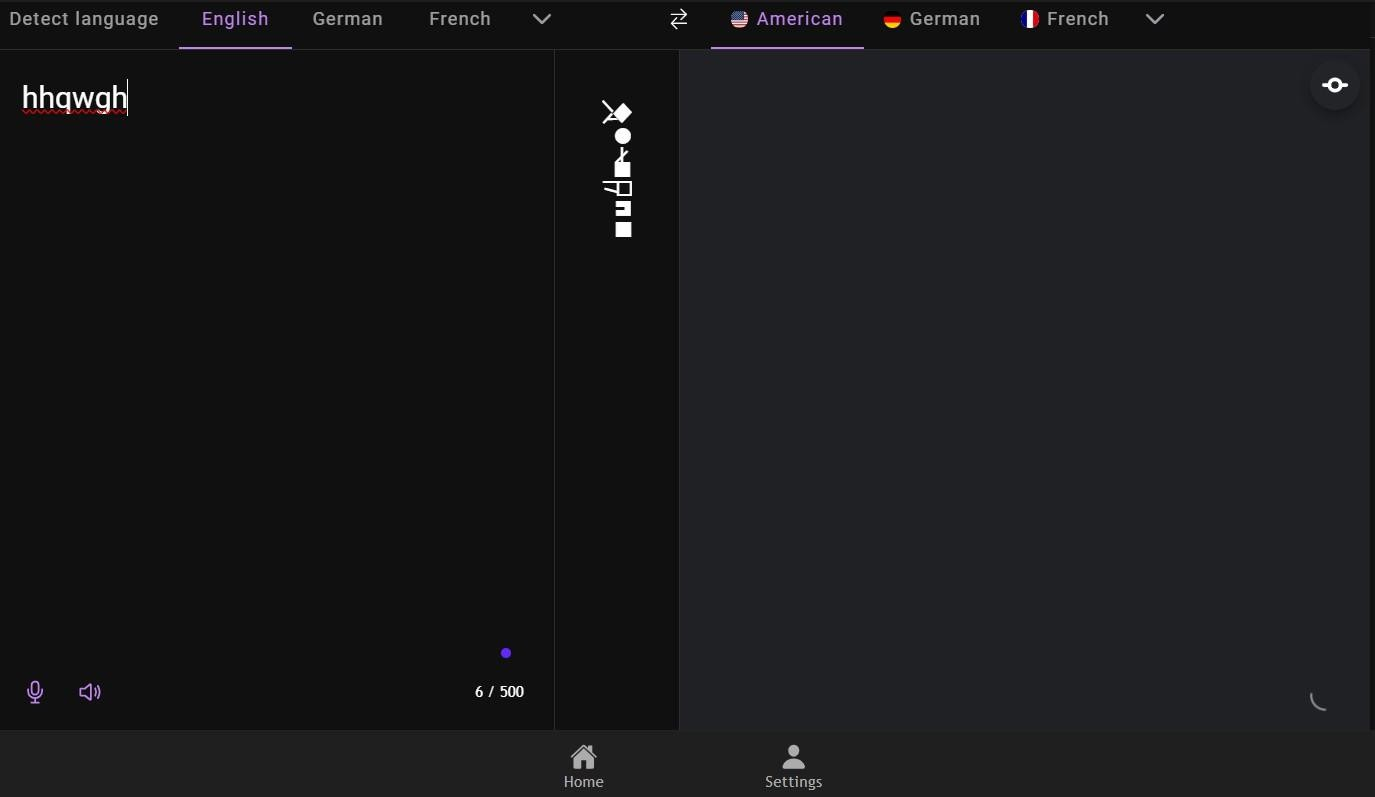 Detect language English German French American German French
hhqwgh
6 / 500
Home Settings